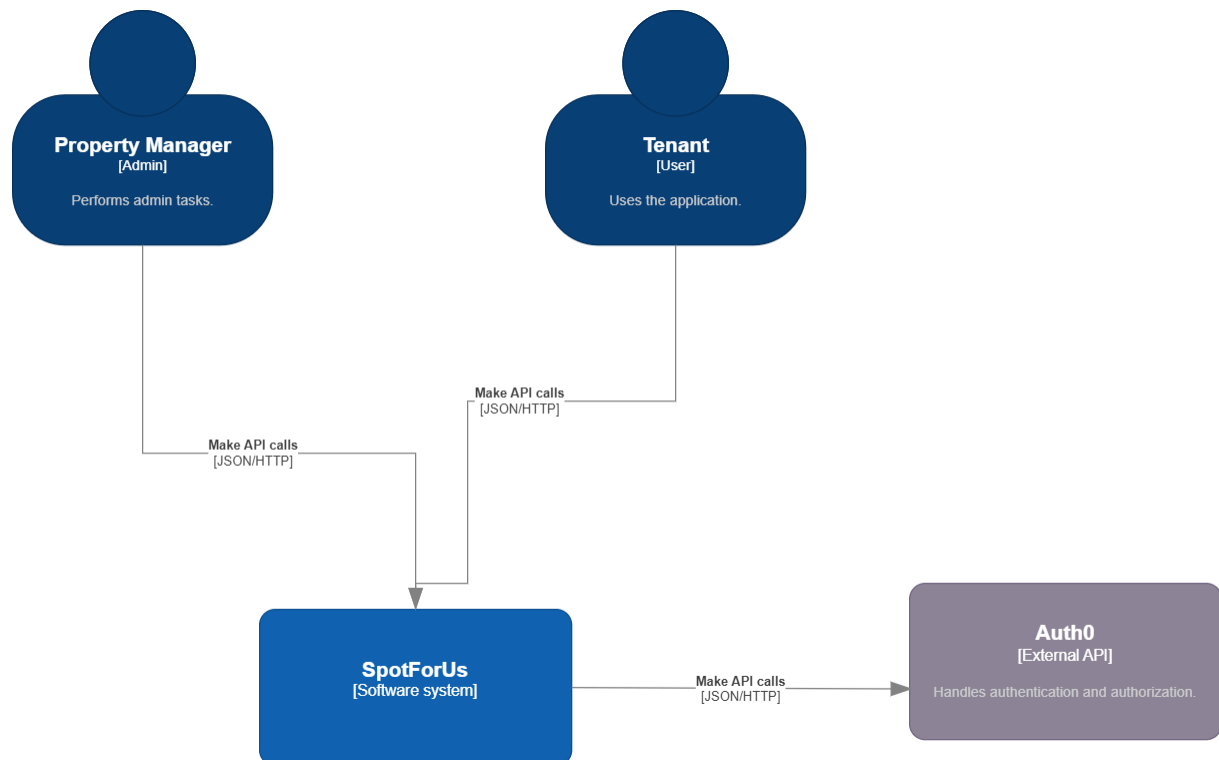 Property Manager
[Admin]
Performs admin tasks.
Tenant
[User]
Uses the application.
Make API calls
[JSON/HTTP]
Make API calls
[JSON/HTTP]
SpotForUs
[Software system]
Make API calls
[JSON/HTTP]
Auth0
[External API]
Handles authentication and authorization.